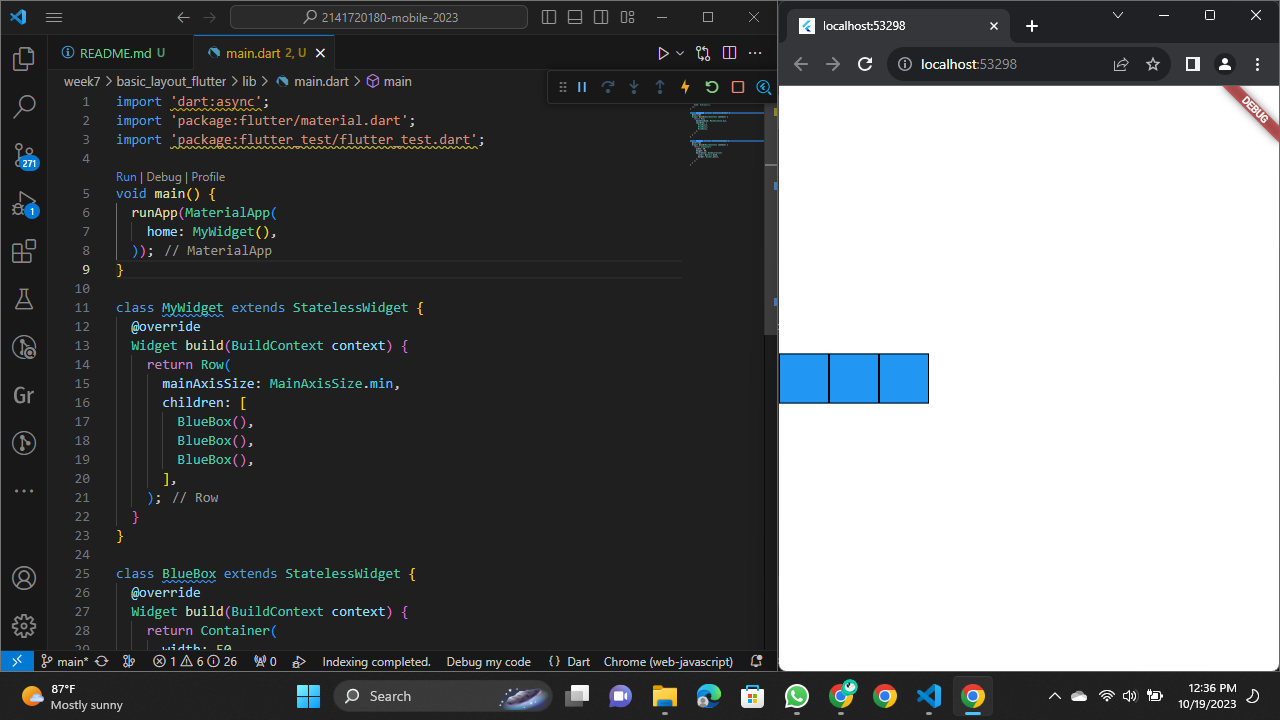 2141720180-mobile-2023
README.md U
main.dart 2, U
week7 > basic_layout_flutter > lib > main.dart > main
1 import 'dart:async';
2 import 'package:flutter/material.dart';
3 import 'package:flutter_test/flutter_test.dart';
4
Run | Debug | Profile
5 void main() {
6 runApp(MaterialApp(
7 home: MyWidget(),
8 )); // MaterialApp
9 }
10
11 class MyWidget extends StatelessWidget {
12 @override
13 Widget build(BuildContext context) {
14 return Row(
15 mainAxisSize: MainAxisSize.min,
16 children: [
17 BlueBox(),
18 BlueBox(),
19 BlueBox(),
20 ],
21 ); // Row
22 }
23 }
24
25 class BlueBox extends StatelessWidget {
26 @override
27 Widget build(BuildContext context) {
28 return Container(
29 width: 50
271
1
Gr
main* 1 6 26 0 Indexing completed. Debug my code { } Dart Chrome (web-javascript)
localhost:53298
localhost:53298
DEBUG
87°F
Mostly sunny
Search
12:36 PM
10/19/2023